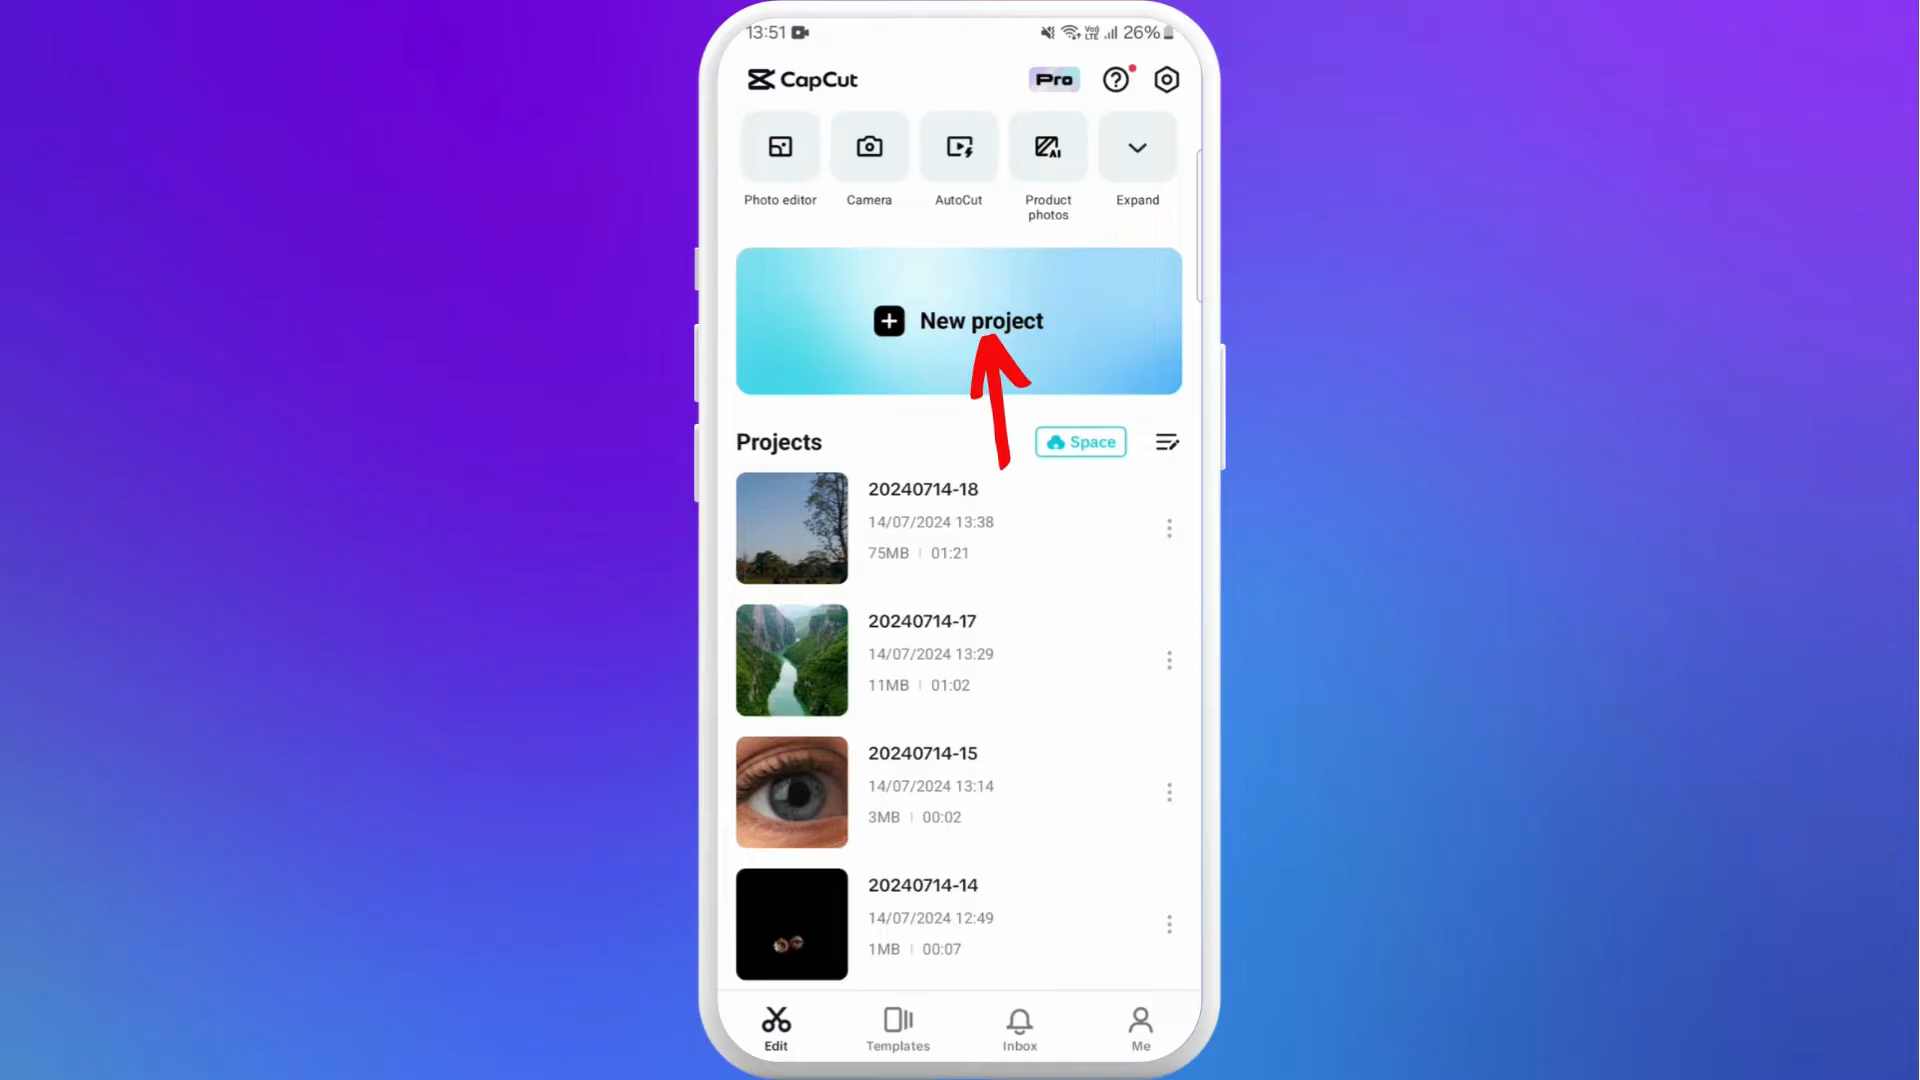 13:51
Vo) LTE 26%
CapCut
Pro
Photo editor
Camera
AutoCut
AI
Product
photos
Expand
New project
Projects
Space
20240714-18
14/07/2024 13:38
75MB | 01:21
20240714-17
14/07/2024 13:29
11MB | 01:02
20240714-15
14/07/2024 13:14
3MB | 00:02
20240714-14
14/07/2024 12:49
1MB | 00:07
Edit
Templates
Inbox
Me